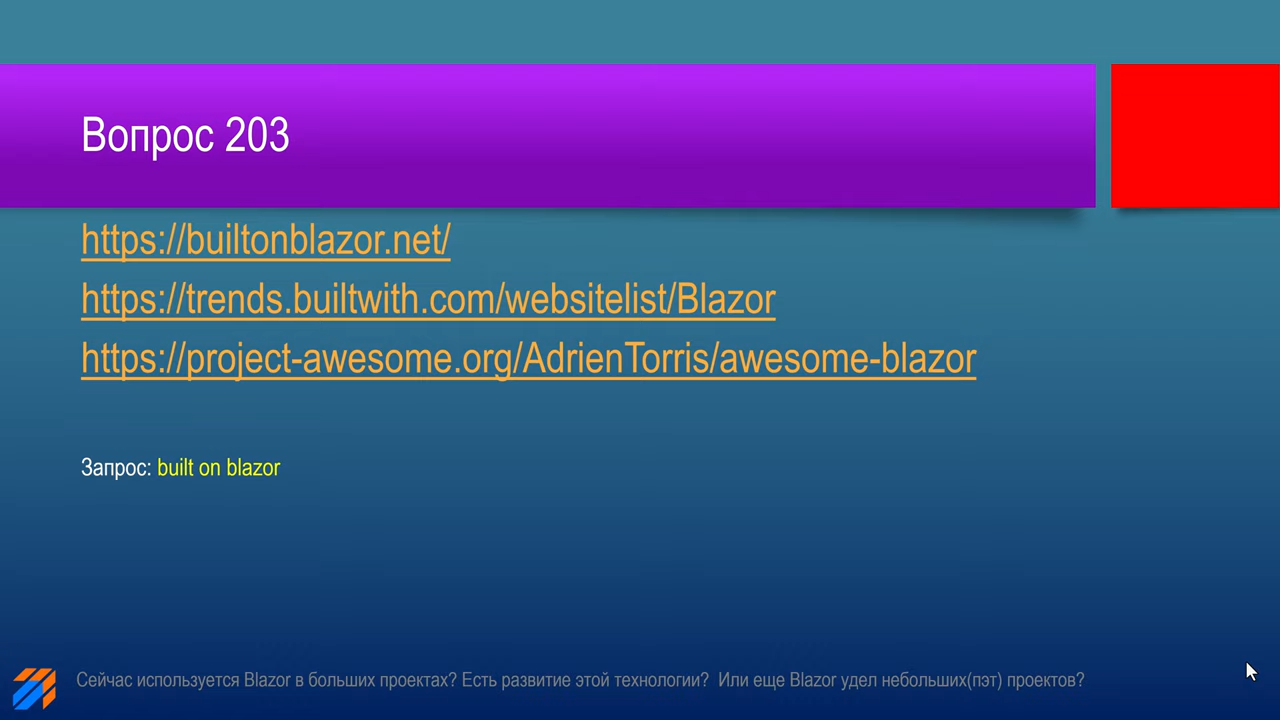 Вопрос 203
https://builtonblazor.net/
https://trends.builtwith.com/websitelist/Blazor
https://project-awesome.org/AdrienTorris/awesome-blazor
Запрос: built on blazor
Сейчас используется Blazor в больших проектах? Есть развитие этой технологии? Или еще Blazor удел небольших(пэт) проектов?